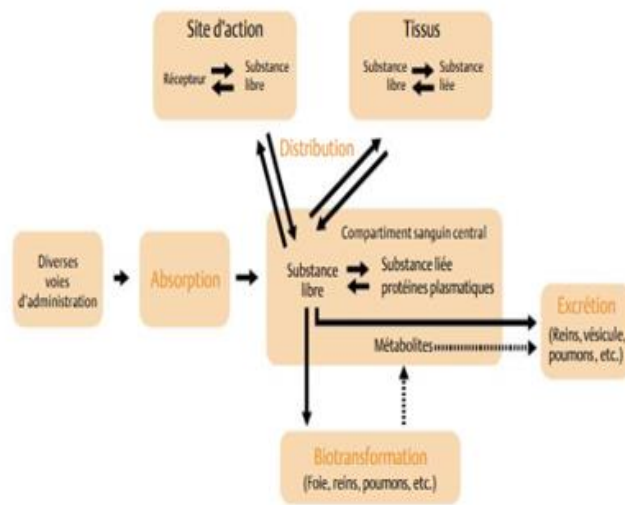 Site d'action
Récepteur
Substance
libre
Tissus
Substance
libre
Substance
liée
Distribution
Diverses
voies
d'administration
Absorption
Compartiment sanguin central
Substance
libre
Substance liée
protéines plasmatiques
Métabolites
Excrétion
(Reins, vésicule,
poumons, etc.)
Biotransformation
(Foie, reins, poumons, etc.)